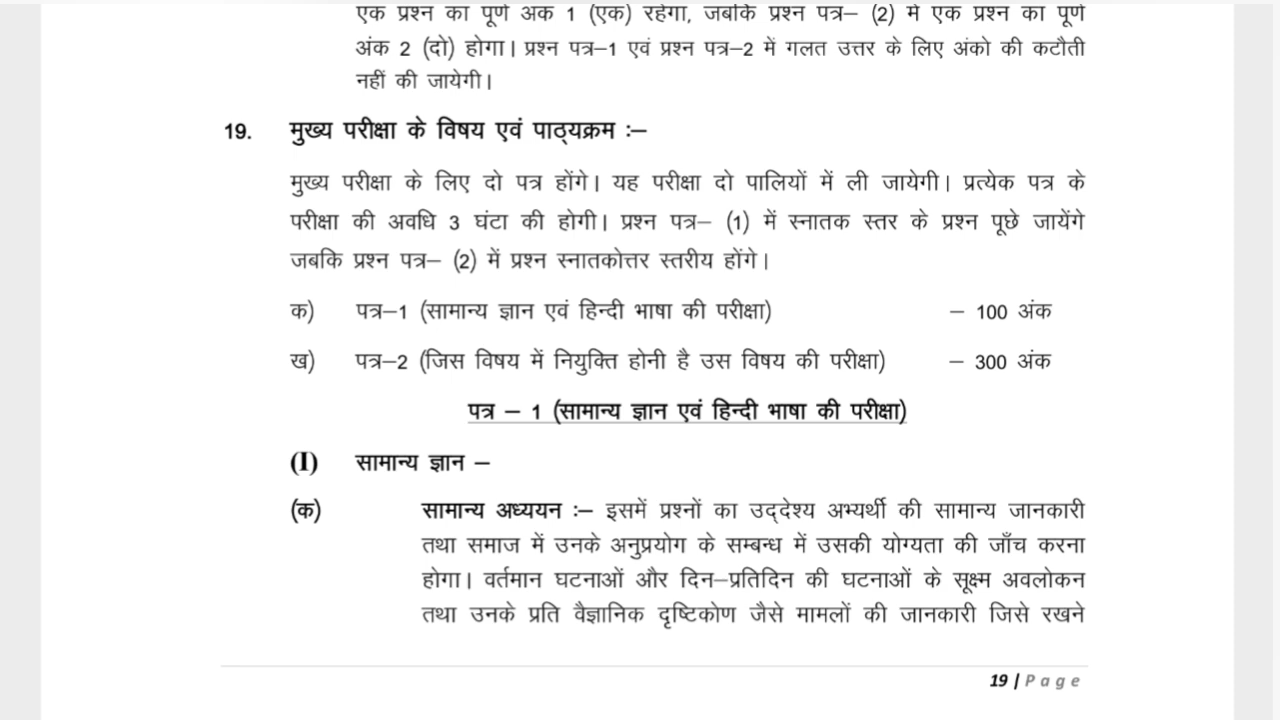 एक प्रश्न का पूर्ण अंक 1 (एक) रहेगा, जबकि प्रश्न पत्र– (2) में एक प्रश्न का पूर्ण
अंक 2 (दो) होगा। प्रश्न पत्र–1 एवं प्रश्न पत्र–2 में गलत उत्तर के लिए अंको की कटौती
नहीं की जायेगी।
19. मुख्य परीक्षा के विषय एवं पाठ्यक्रम :–
मुख्य परीक्षा के लिए दो पत्र होंगे। यह परीक्षा दो पालियों में ली जायेगी। प्रत्येक पत्र के
परीक्षा की अवधि 3 घंटा की होगी। प्रश्न पत्र– (1) में स्नातक स्तर के प्रश्न पूछे जायेंगे
जबकि प्रश्न पत्र– (2) में प्रश्न स्नातकोत्तर स्तरीय होंगे।
क) पत्र–1 (सामान्य ज्ञान एवं हिन्दी भाषा की परीक्षा) – 100 अंक
ख) पत्र–2 (जिस विषय में नियुक्ति होनी है उस विषय की परीक्षा) – 300 अंक
पत्र – 1 (सामान्य ज्ञान एवं हिन्दी भाषा की परीक्षा)
(I) सामान्य ज्ञान –
(क) सामान्य अध्ययन :– इसमें प्रश्नों का उद्देश्य अभ्यर्थी की सामान्य जानकारी
तथा समाज में उनके अनुप्रयोग के सम्बन्ध में उसकी योग्यता की जाँच करना
होगा। वर्तमान घटनाओं और दिन–प्रतिदिन की घटनाओं के सूक्ष्म अवलोकन
तथा उनके प्रति वैज्ञानिक दृष्टिकोण जैसे मामलों की जानकारी जिसे रखने
19 | Page